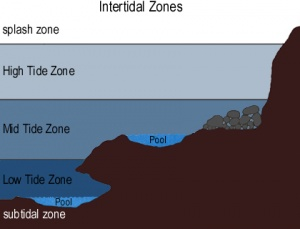 Intertidal Zones
splash zone
High Tide Zone
Mid Tide Zone
Pool
Low Tide Zone
Pool
subtidal zone